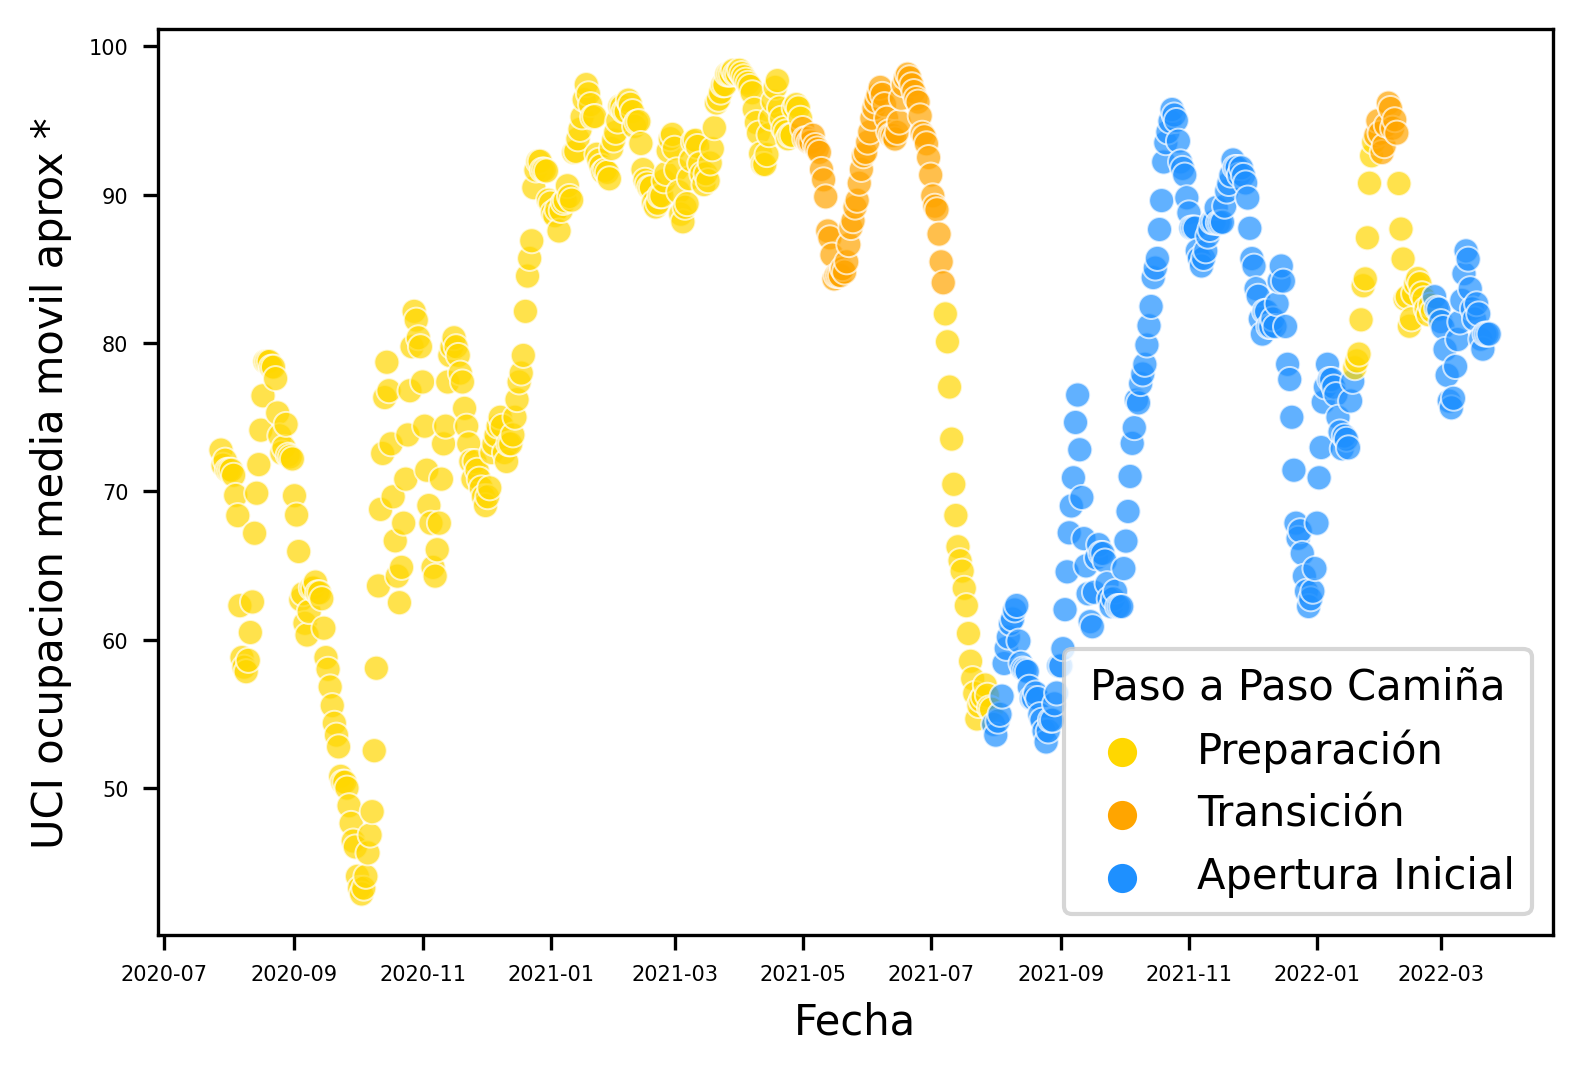 UCI ocupacion media movil aprox *
100
90
80
70
60
50
2020-07 2020-09 2020-11 2021-01 2021-03 2021-05 2021-07 2021-09 2021-11 2022-01 2022-03
Fecha
Paso a Paso Camiña
Preparación
Transición
Apertura Inicial